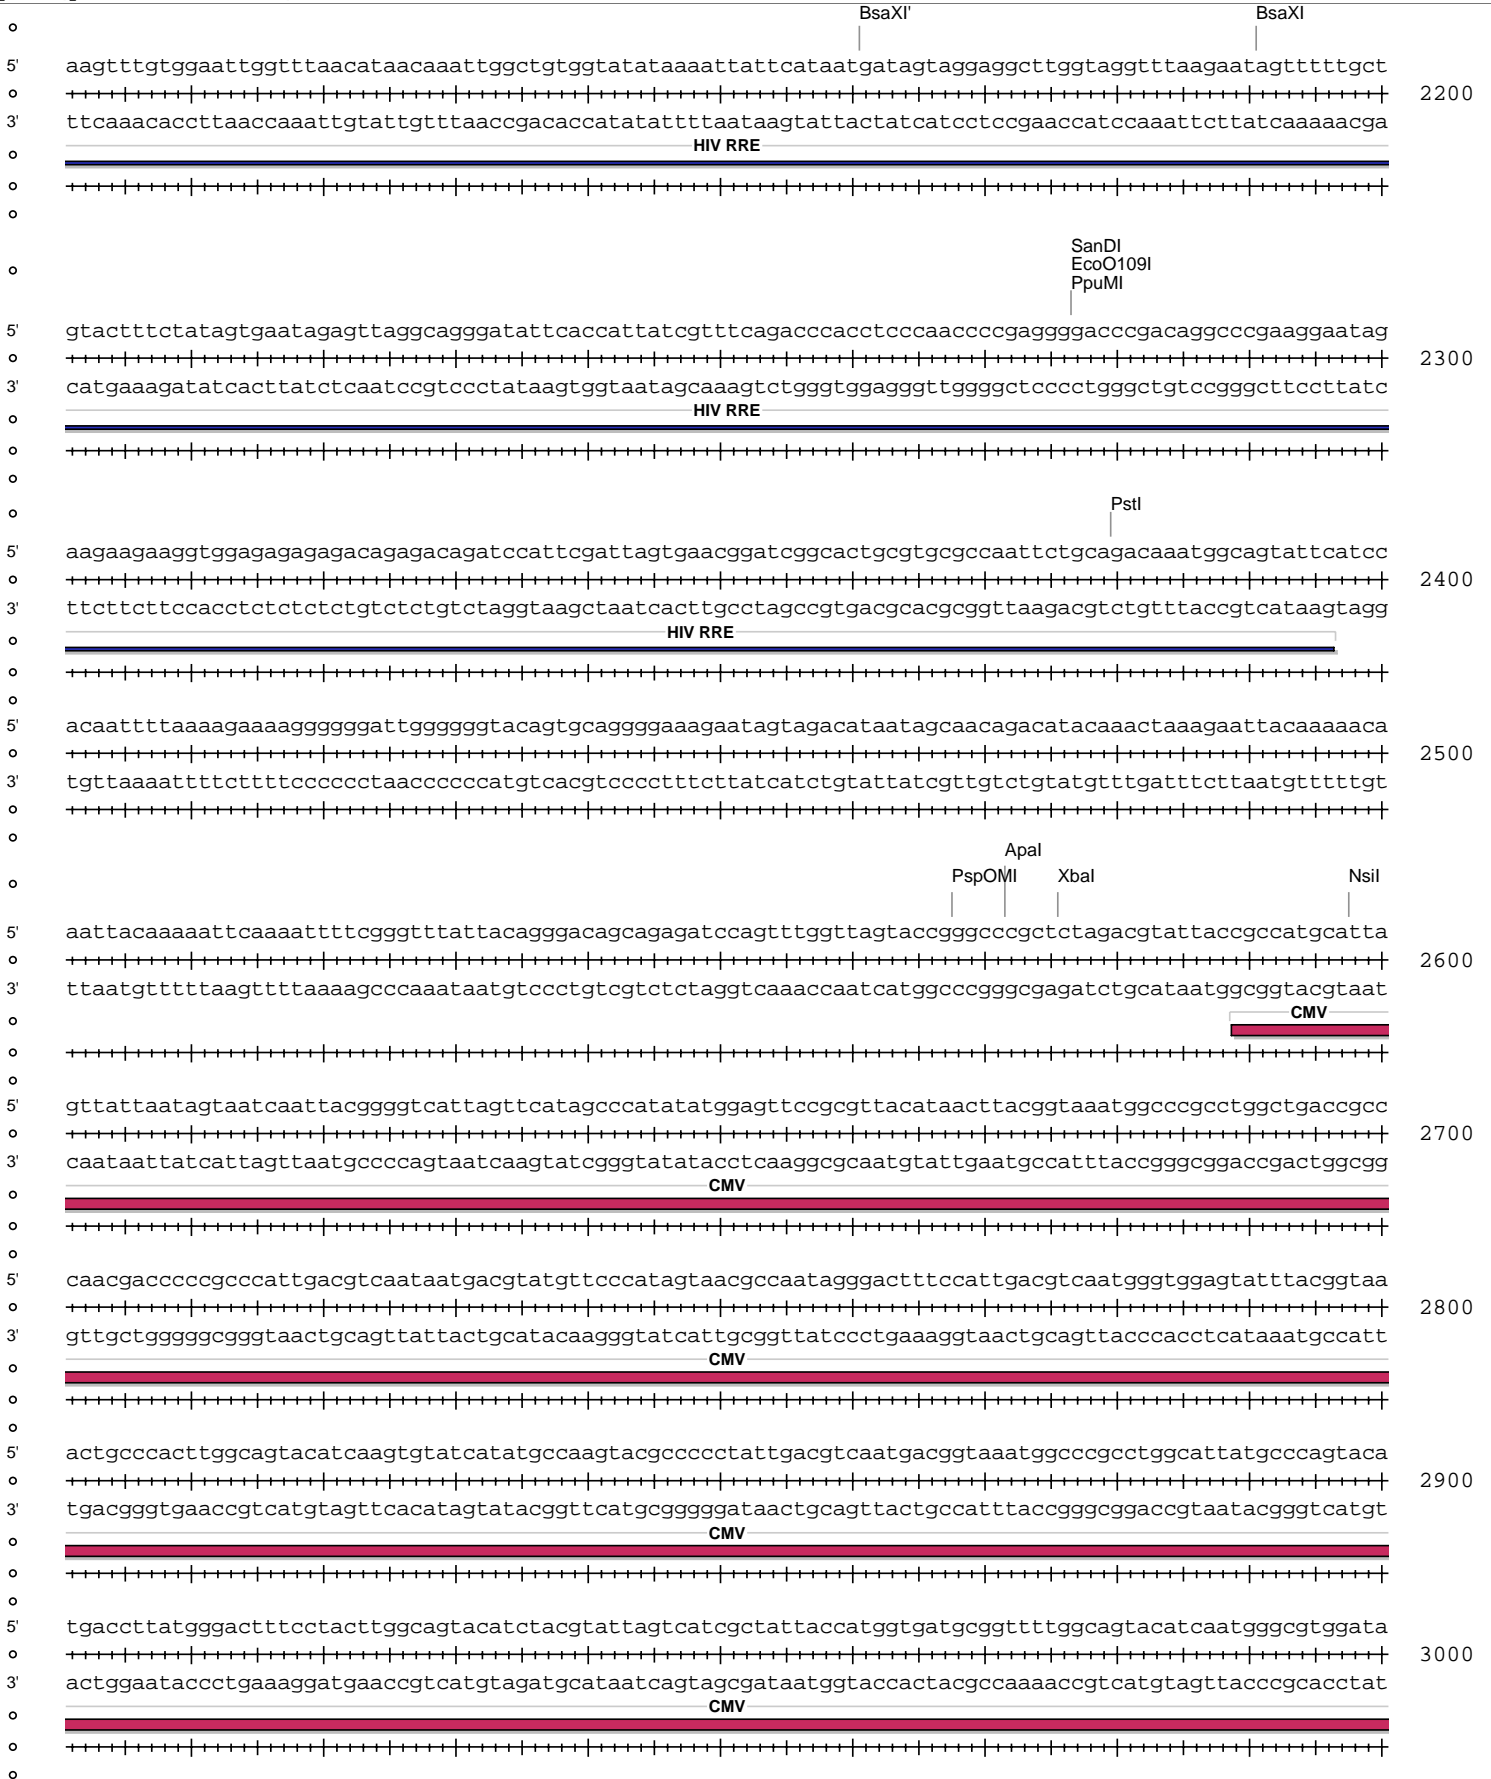 BsaXI' BsaXI
5' aagtttgtggaattggtttaacataacaaattggctgtggtatataaaattattcataatgatagtaggaggcttggtaggtttaagaatagtttttgct
2200
3' ttcaaacaccttaaccaaattgtattgtttaaccgacaccatatattttaataagtattactatcatcctccgaaccatccaaattcttatcaaaaacga
HIV RRE
SanDI
EcoO109I
PpuMI
5' gtactttctatagtgaatagagttaggcagggatattcaccattatcgtttcagacccacctcccaaccccgaggggacccgacaggcccgaaggaatag
2300
3' catgaaagatatcacttatctcaatccgtccctataagtggtaatagcaaagtctgggtggagggttggggctcccctgggctgtccgggcttccttatc
HIV RRE
PstI
5' aagaagaaggtggagagagagacagagacagatccattcgattagtgaacggatcggcactgcgtgcgccaattctgcagacaaatggcagtattcatcc
2400
3' ttcttcttccacctctctctctgtctctgtctaggtaagctaatcacttgcctagccgtgacgcacgcggttaagacgtctgtttaccgtcataagtagg
HIV RRE
5' acaattttaaaagaaaaggggggattggggggtacagtgcaggggaaagaatagtagacataatagcaacagacatacaaactaaagaattacaaaaaca
2500
3' tgttaaaattttcttttccccccctaaccccccatgtcacgtcccctttcttatcatctgtattatcgttgtctgtatgtttgatttcttaatgtttttgt
ApaI
PspOMI XbaI NsiI
5' aattacaaaaattcaaaattttcgggtttattacagggacagcagagatccagtttggttagtaccgggcccgctctagacgtattaccgccatgcatta
2600
3' ttaatgtttttaagttttaaaagcccaaataatgtccctgtcgtctctaggtcaaaccaatcatggcccgggcgagatctgcataatggcggtacgtaat
CMV
5' gttattaatagtaatcaattacggggtcattagttcatagcccatatatggagttccgcgttacataacttacggtaaatggcccgcctggctgaccgcc
2700
3' caataattatcattagttaatgccccagtaatcaagtatcgggtatatacctcaaggcgcaatgtattgaatgccatttaccgggcggaccgactggcgg
CMV
5' caacgacccccgcccattgacgtcaataatgacgtatgttcccatagtaacgccaatagggactttccattgacgtcaatgggtggagtatttacggtaa
2800
3' gttgctgggggcgggtaactgcagttattactgcatacaagggtatcattgcggttatccctgaaaggtaactgcagttacccacctcataaatgccatt
CMV
5' actgcccacttggcagtacatcaagtgtatcatatgccaagtacgccccctattgacgtcaatgacggtaaatggcccgcctggcattatgcccagtaca
2900
3' tgacgggtgaaccgtcatgtagttcacatagtatacggttcatgcgggggataactgcagttactgccatttaccgggcggaccgtaatacgggtcatgt
CMV
5' tgaccttatgggactttcctacttggcagtacatctacgtattagtcatcgctattaccatggtgatgcggttttggcagtacatcaatgggcgtggata
3000
3' actggaataccctgaaaggatgaaccgtcatgtagatgcataatcagtagcgataatggtaccactacgccaaaaccgtcatgtagttacccgcacctat
CMV